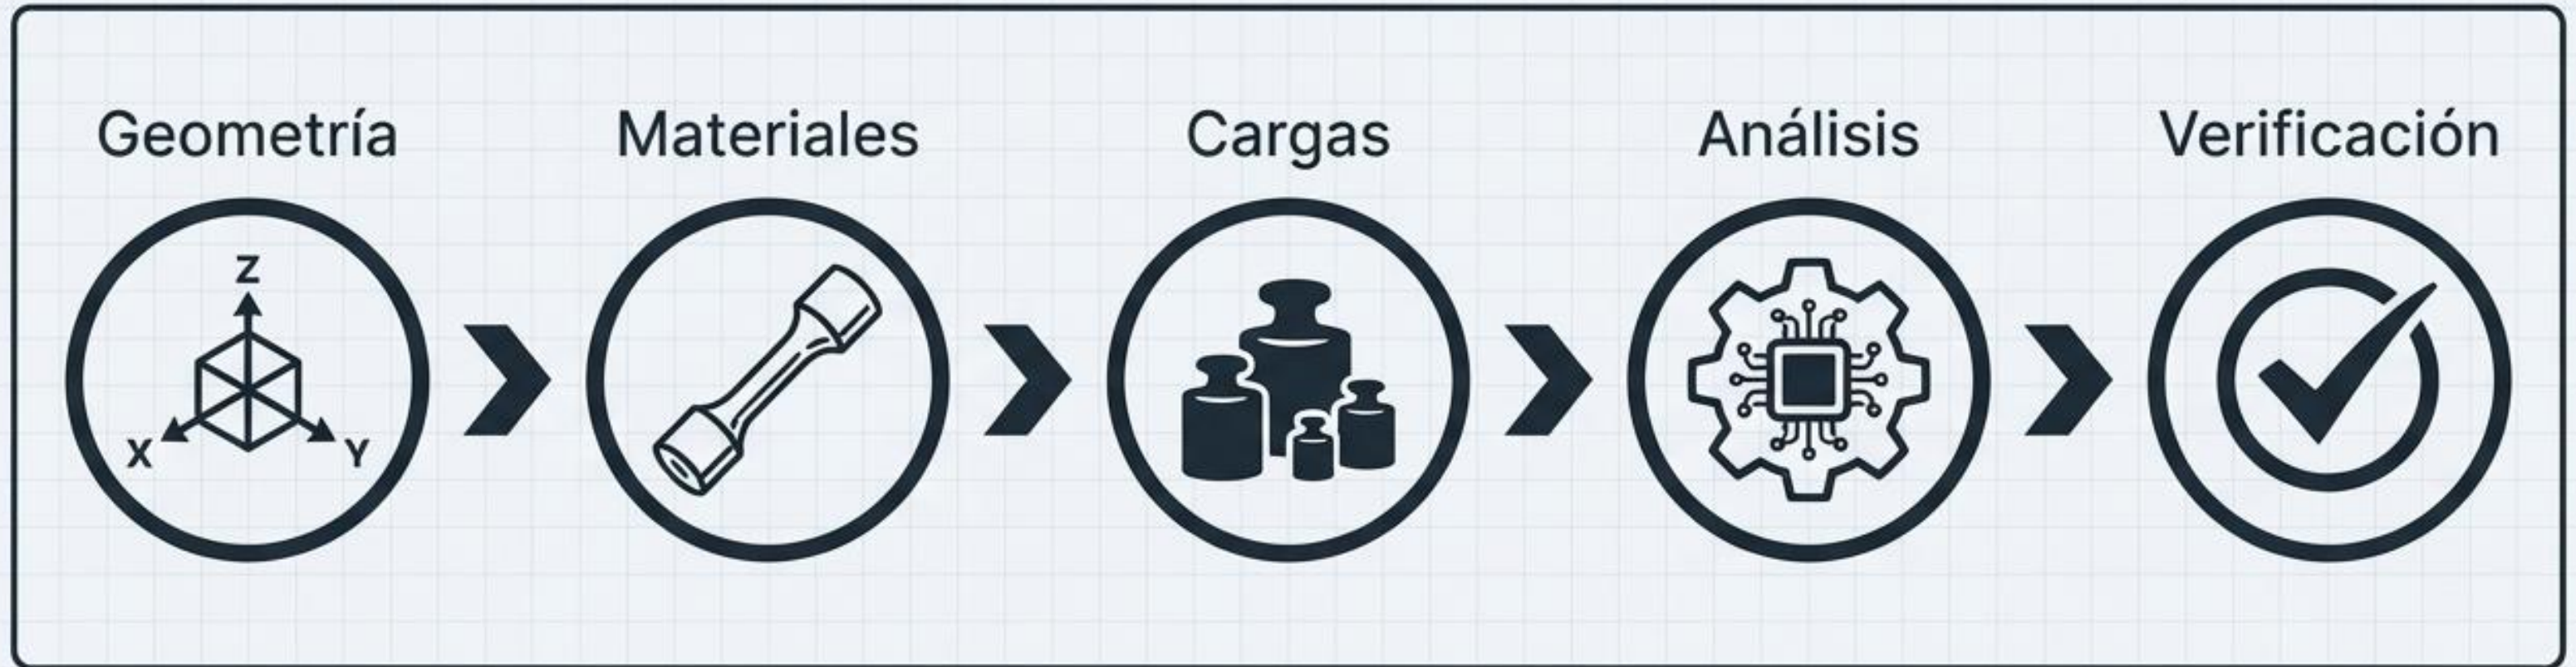 Geometría
Materiales
Cargas
Análisis
Verificación
Z
X
Y